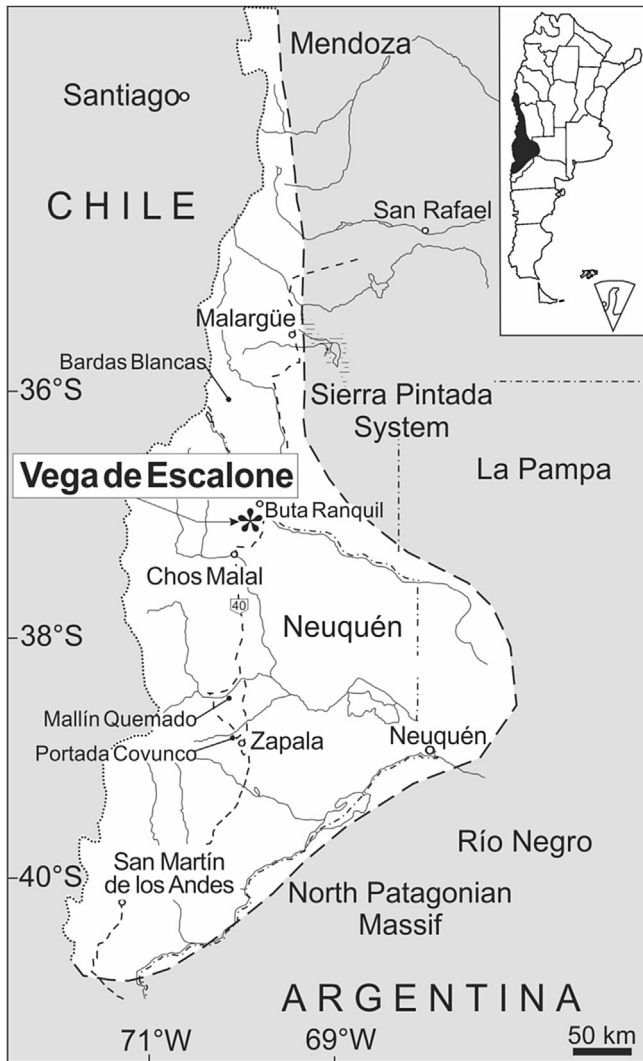 Mendoza
Santiago
CHILE
San Rafael
Malargüe
Bardas Blancas
36°S
Sierra Pintada
System
La Pampa
Vega de Escalone
Buta Ranquil
Chos Malal
40
Neuquén
38°S
Mallín Quemado
Portada Covunco
Zapala
Neuquén
Río Negro
San Martín
de los Andes
40°S
North Patagonian
Massif
ARGENTINA
71°W
69°W
50 km